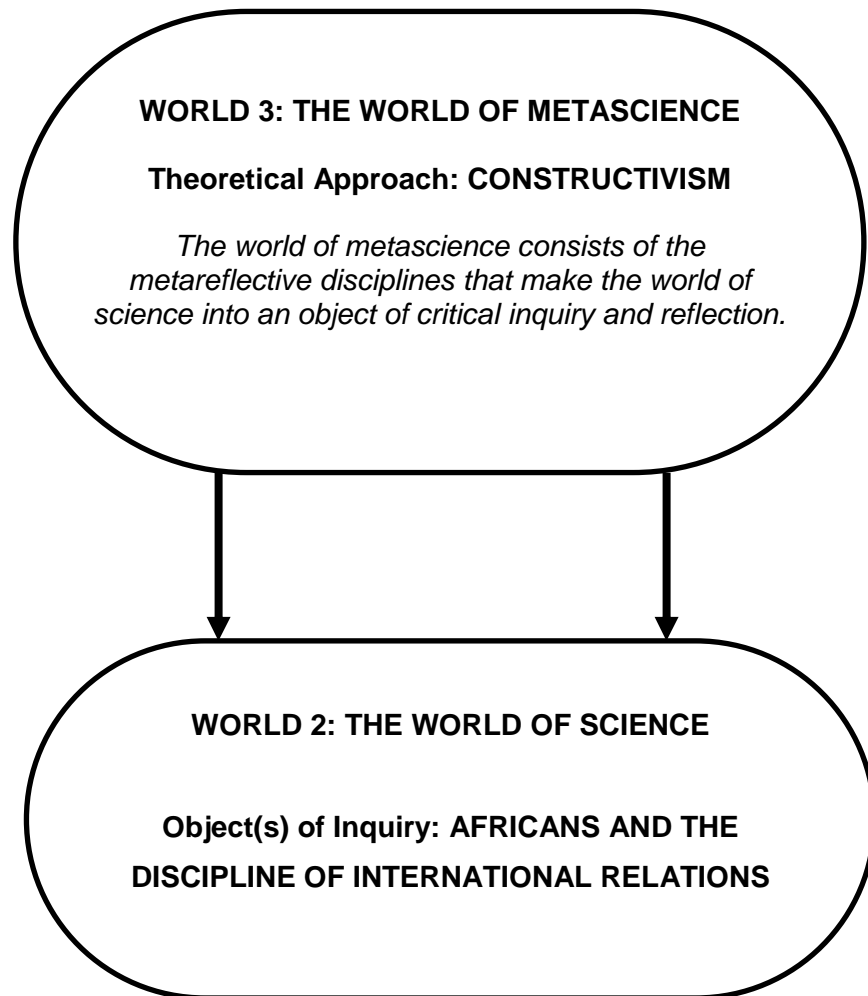 WORLD 3: THE WORLD OF METASCIENCE
Theoretical Approach: CONSTRUCTIVISM
The world of metascience consists of the
metareflective disciplines that make the world of
science into an object of critical inquiry and reflection.
WORLD 2: THE WORLD OF SCIENCE
Object(s) of Inquiry: AFRICANS AND THE
DISCIPLINE OF INTERNATIONAL RELATIONS